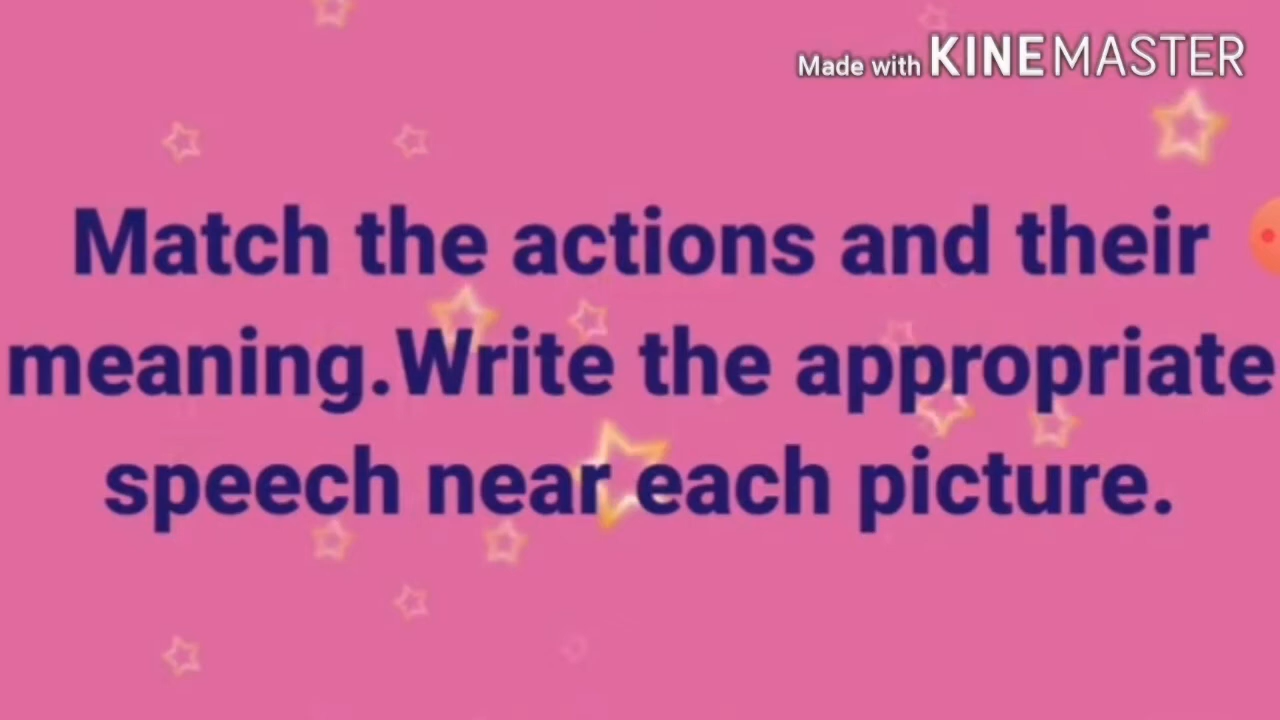 Made with KINEMASTER
Match the actions and their
meaning.Write the appropriate
speech near each picture.